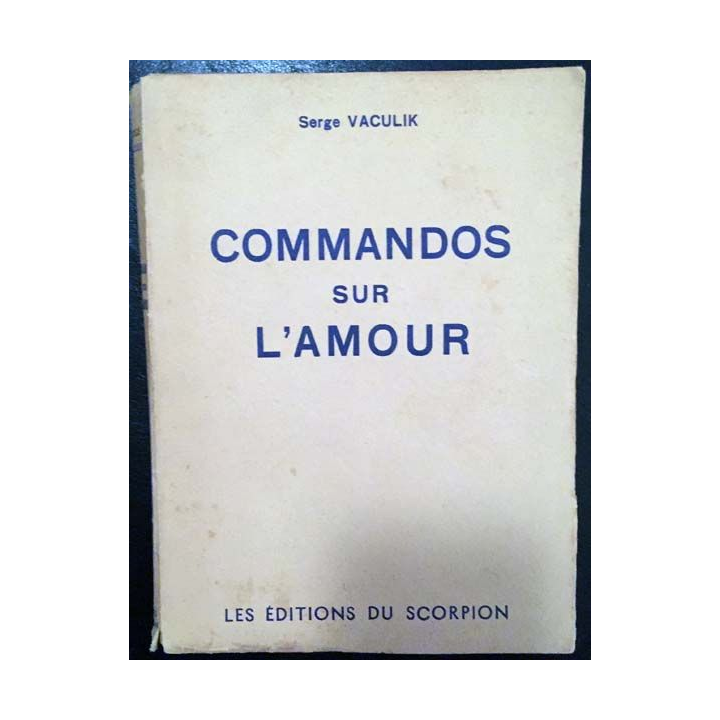 Serge VACULIK
COMMANDOS
SUR
L'AMOUR
LES ÉDITIONS DU SCORPION